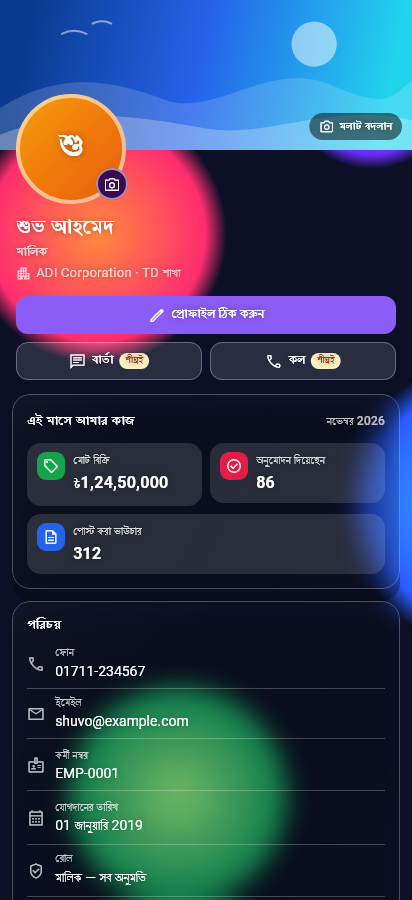 মলাট বদলান
শু
শুভ আহমেদ
মালিক
ADI Corporation · TD শাখা
প্রোফাইল ঠিক করুন
বার্তা শীঘ্রই
কল শীঘ্রই
এই মাসে আমার কাজ
নভেম্বর 2026
মোট বিক্রি
৳1,24,50,000
অনুমোদন দিয়েছেন
86
পোস্ট করা ভাউচার
312
পরিচয়
ফোন
01711-234567
ইমেইল
shuvo@example.com
কর্মী নম্বর
EMP-0001
যোগদানের তারিখ
01 জানুয়ারি 2019
রোল
মালিক — সব অনুমতি